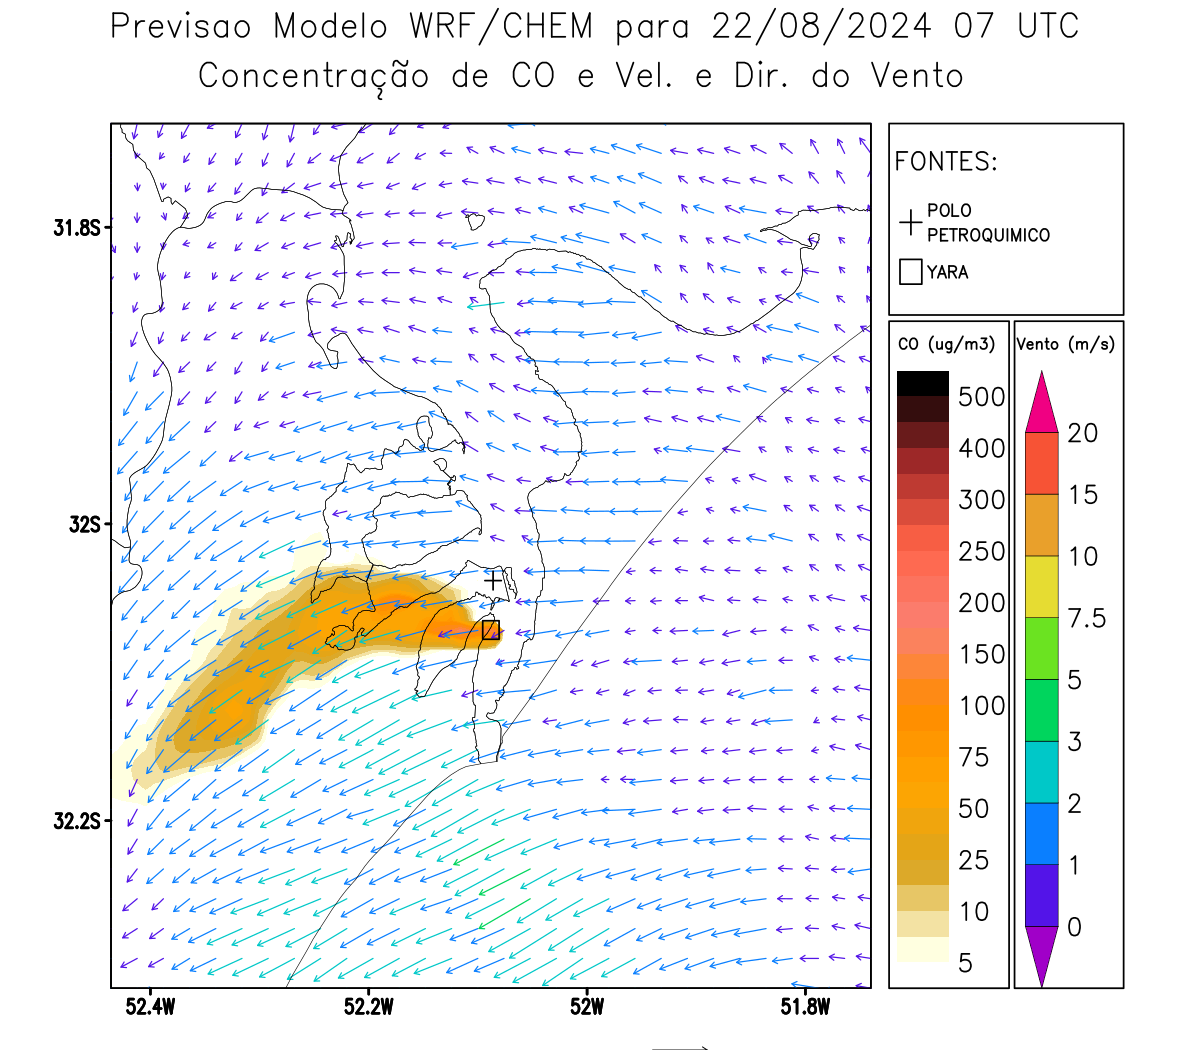 Previsao Modelo WRF/CHEM para 22/08/2024 07 UTC
Concentração de CO e Vel. e Dir. do Vento
FONTES:
POLO
PETROQUIMICO
YARA
CO (ug/m3)
500
400
300
250
200
150
100
75
50
25
10
5
Vento (m/s)
20
15
10
7.5
5
3
2
1
0
31.8S
32S
32.2S
52.4W
52.2W
52W
51.8W